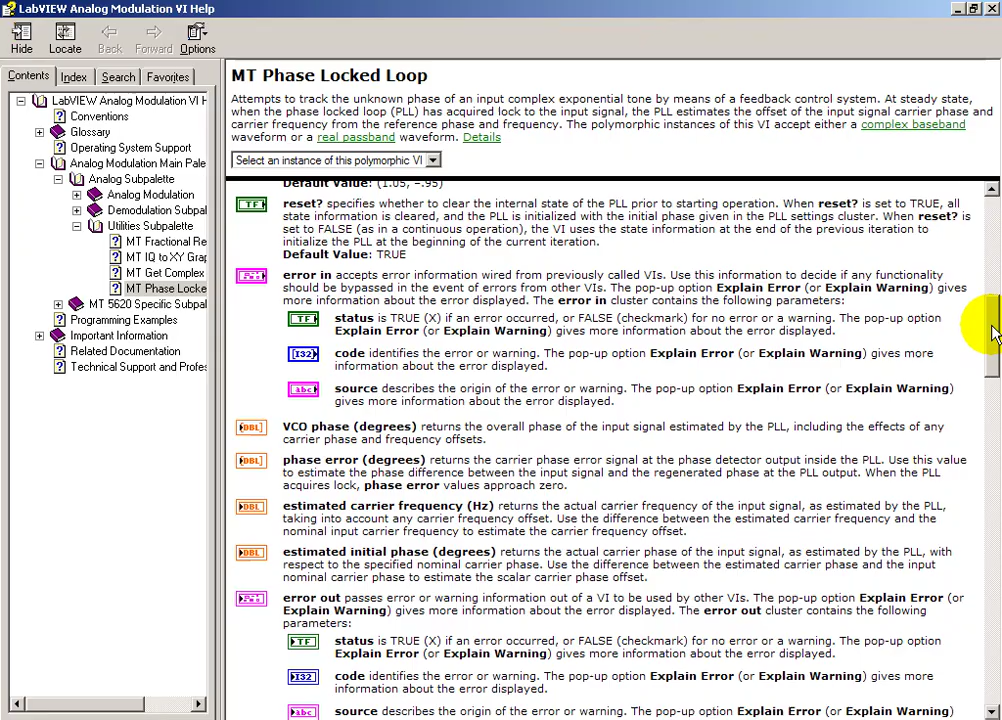 LabVIEW Analog Modulation VI Help
Hide Locate Back Forward Options
Contents Index Search Favorites
LabVIEW Analog Modulation VI H
Conventions
Glossary
Operating System Support
Analog Modulation Main Pale
Analog Subpalette
Analog Modulation
Demodulation Subpal
Utilities Subpalette
MT Fractional Re
MT IQ to XY Grap
MT Get Complex
MT Phase Locke
MT 5620 Specific Subpal
Programming Examples
Important Information
Related Documentation
Technical Support and Profes
MT Phase Locked Loop
Attempts to track the unknown phase of an input complex exponential tone by means of a feedback control system. At steady state,
when the phase locked loop (PLL) has acquired lock to the input signal, the PLL estimates the offset of the input signal carrier phase and
carrier frequency from the reference phase and frequency. The polymorphic instances of this VI accept either a complex baseband
waveform or a real passband waveform. Details
Select an instance of this polymorphic VI
Default Value: (1.05, –.95)
TF reset? specifies whether to clear the internal state of the PLL prior to starting operation. When reset? is set to TRUE, all
state information is cleared, and the PLL is initialized with the initial phase given in the PLL settings cluster. When reset? is
set to FALSE (as in a continuous operation), the VI uses the state information at the end of the previous iteration to
initialize the PLL at the beginning of the current iteration.
Default Value: TRUE
error in accepts error information wired from previously called VIs. Use this information to decide if any functionality
should be bypassed in the event of errors from other VIs. The pop-up option Explain Error (or Explain Warning) gives
more information about the error displayed. The error in cluster contains the following parameters:
TF status is TRUE (X) if an error occurred, or FALSE (checkmark) for no error or a warning. The pop-up option
Explain Error (or Explain Warning) gives more information about the error displayed.
I32 code identifies the error or warning. The pop-up option Explain Error (or Explain Warning) gives more
information about the error displayed.
abc source describes the origin of the error or warning. The pop-up option Explain Error (or Explain Warning)
gives more information about the error displayed.
[DBL] VCO phase (degrees) returns the overall phase of the input signal estimated by the PLL, including the effects of any
carrier phase and frequency offsets.
[DBL] phase error (degrees) returns the carrier phase error signal at the phase detector output inside the PLL. Use this value
to estimate the phase difference between the input signal and the regenerated phase at the PLL output. When the PLL
acquires lock, phase error values approach zero.
DBL estimated carrier frequency (Hz) returns the actual carrier frequency of the input signal, as estimated by the PLL,
taking into account any carrier frequency offset. Use the difference between the estimated carrier frequency and the
nominal input carrier frequency to estimate the carrier frequency offset.
DBL estimated initial phase (degrees) returns the actual carrier phase of the input signal, as estimated by the PLL, with
respect to the specified nominal carrier phase. Use the difference between the estimated carrier phase and the input
nominal carrier phase to estimate the scalar carrier phase offset.
error out passes error or warning information out of a VI to be used by other VIs. The pop-up option Explain Error (or
Explain Warning) gives more information about the error displayed. The error out cluster contains the following
parameters:
TF status is TRUE (X) if an error occurred, or FALSE (checkmark) for no error or a warning. The pop-up option
Explain Error (or Explain Warning) gives more information about the error displayed.
I32 code identifies the error or warning. The pop-up option Explain Error (or Explain Warning) gives more
information about the error displayed.
abc source describes the origin of the error or warning. The pop-up option Explain Error (or Explain Warning)